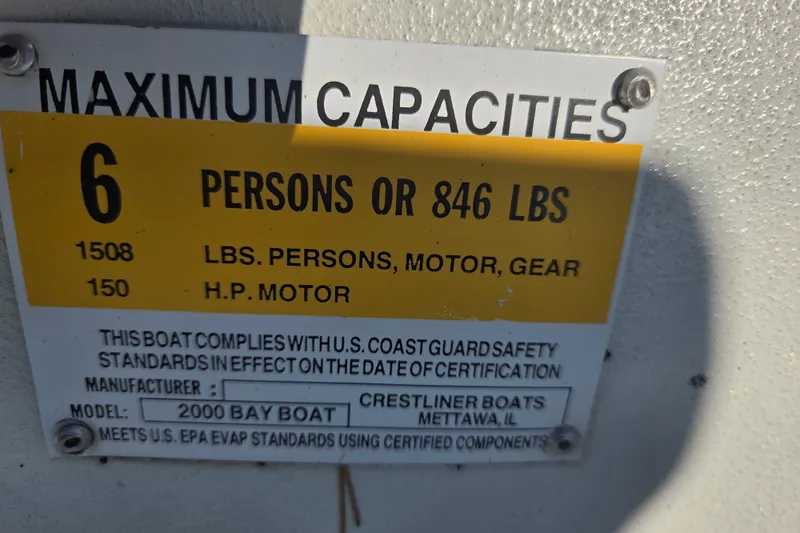 MAXIMUM CAPACITIES
6 PERSONS OR 846 LBS
1508 LBS. PERSONS, MOTOR, GEAR
150 H.P. MOTOR
THIS BOAT COMPLIES WITH U.S. COAST GUARD SAFETY
STANDARDS IN EFFECT ON THE DATE OF CERTIFICATION
MANUFACTURER : CRESTLINER BOATS
METTAWA, IL
MODEL: 2000 BAY BOAT
MEETS U.S. EPA EVAP STANDARDS USING CERTIFIED COMPONENTS